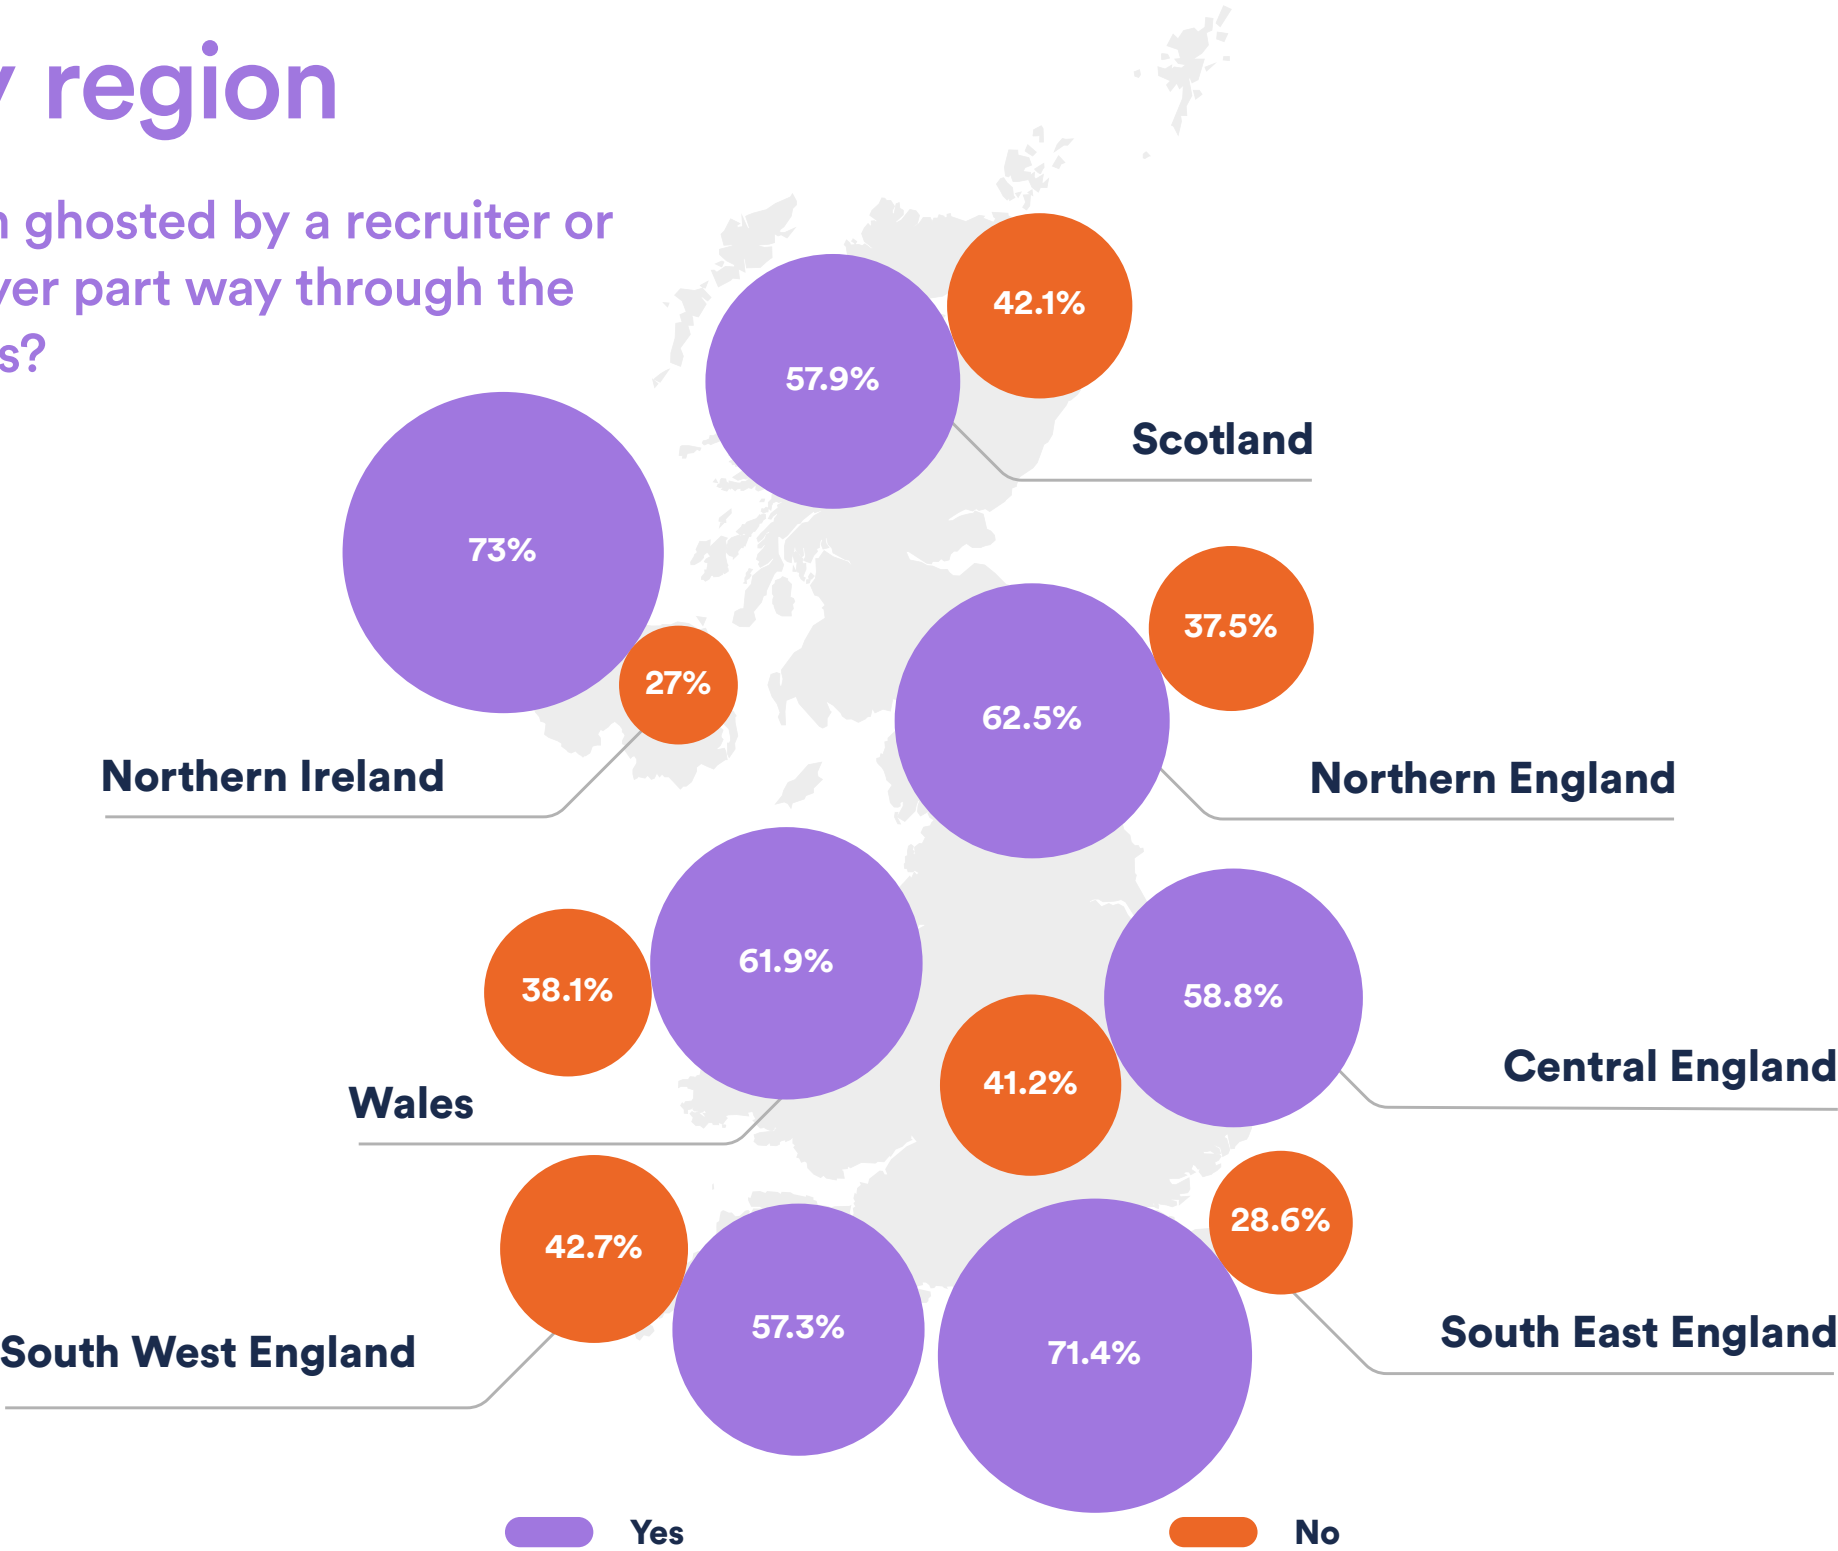 y region
ghosted by a recruiter or
part way through the
42.1%
57.9%
Scotland
73%
37.5%
27%
62.5%
Northern Ireland
Northern England
61.9%
38.1%
58.8%
41.2%
Central England
Wales
28.6%
42.7%
57.3%
71.4%
South East England
South West England
Yes
No